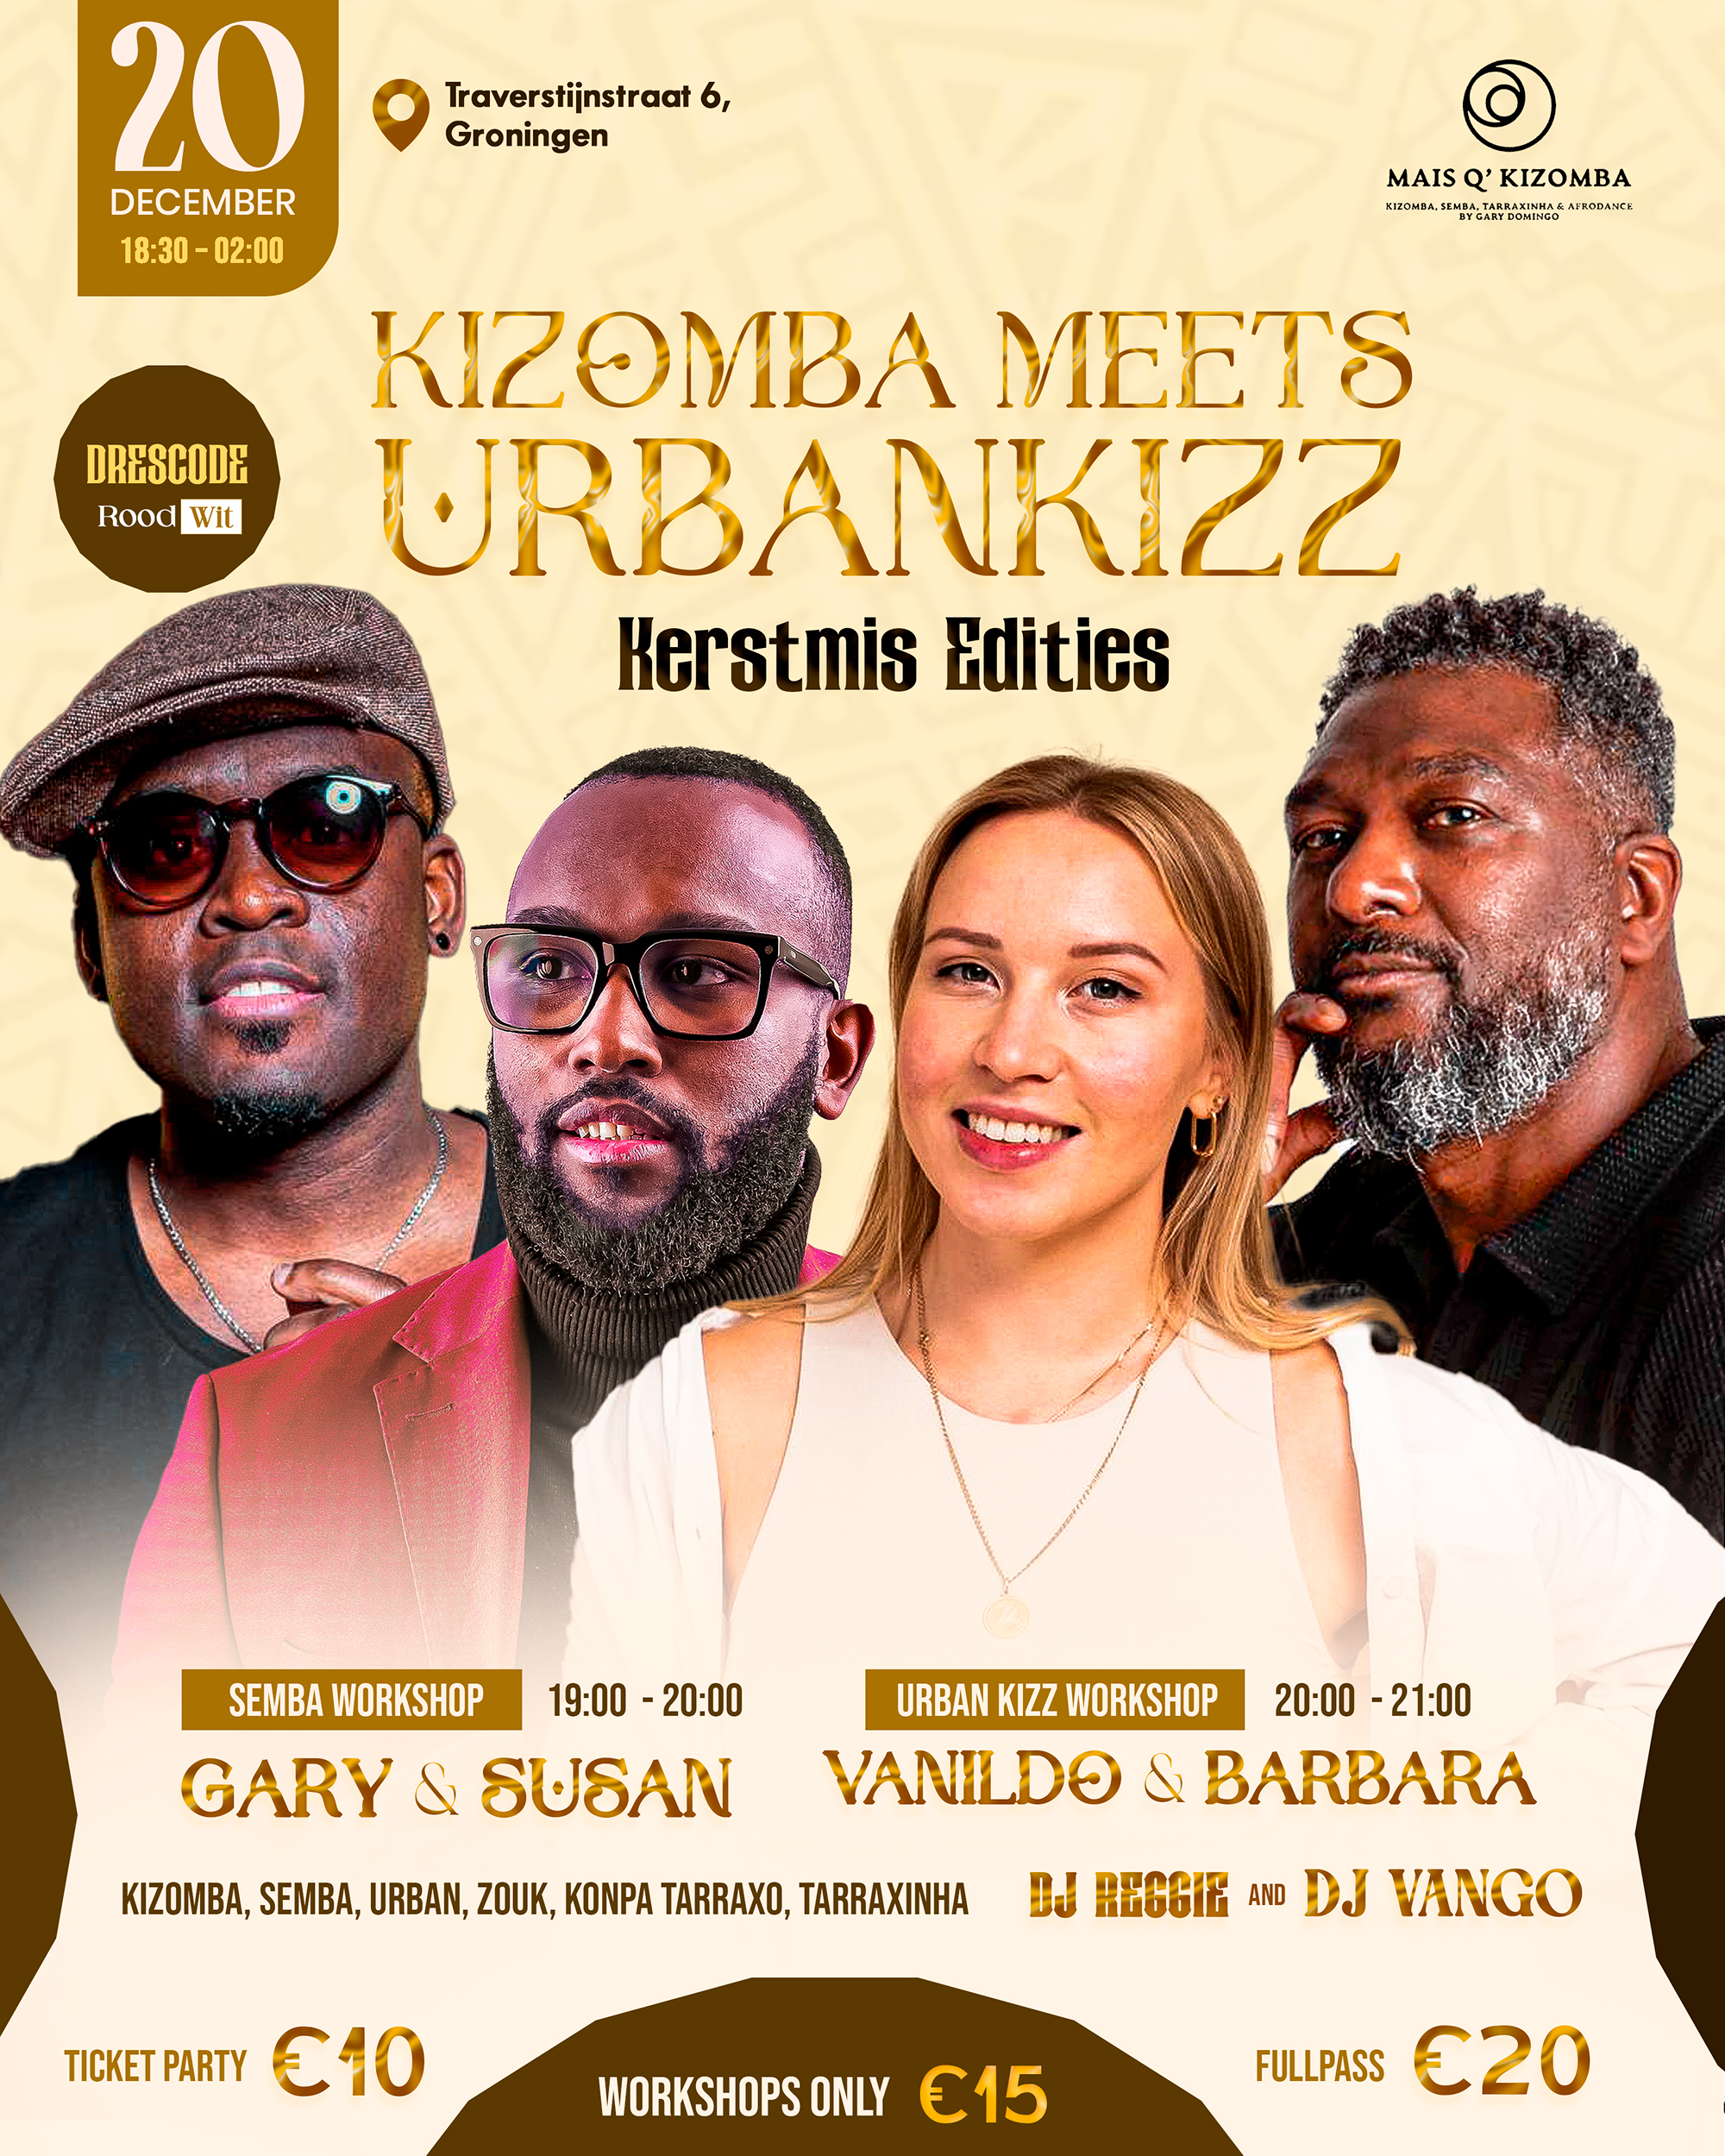 20
DECEMBER
18:30 - 02:00
Traverstijnstraat 6,
Groningen
MAIS Q' KIZOMBA
KIZOMBA, SEMBA, TARRAXINHA & AFRODANCE
BY GARY DOMINGO
KIZOMBA MEETS
URBANKIZZ
Kerstmis Edities
DRESCODE
Rood Wit
SEMBA WORKSHOP 19:00 - 20:00
GARY & SUSAN
URBAN KIZZ WORKSHOP 20:00 - 21:00
VANILDO & BARBARA
KIZOMBA, SEMBA, URBAN, ZOUK, KONPA TARRAXO, TARRAXINHA
DJ REGGIE AND DJ VANGO
TICKET PARTY €10
WORKSHOPS ONLY €15
FULLPASS €20